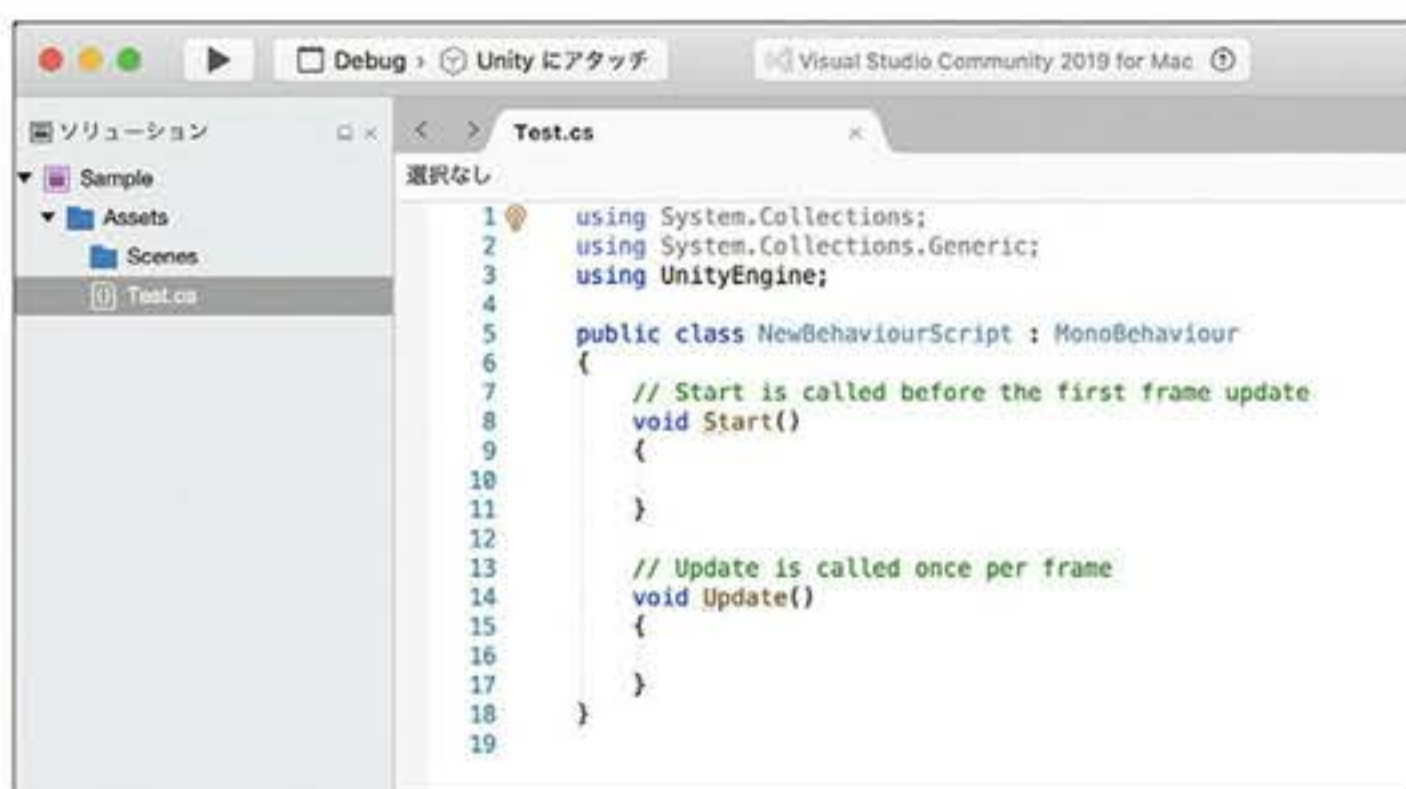 Debug › Unity にアタッチ
Visual Studio Community 2019 for Mac
ソリューション
Sample
Assets
Scenes
Test.cs
Test.cs
選択なし
1 using System.Collections;
2 using System.Collections.Generic;
3 using UnityEngine;
4
5 public class NewBehaviourScript : MonoBehaviour
6 {
7 // Start is called before the first frame update
8 void Start()
9 {
10
11 }
12
13 // Update is called once per frame
14 void Update()
15 {
16
17 }
18 }
19